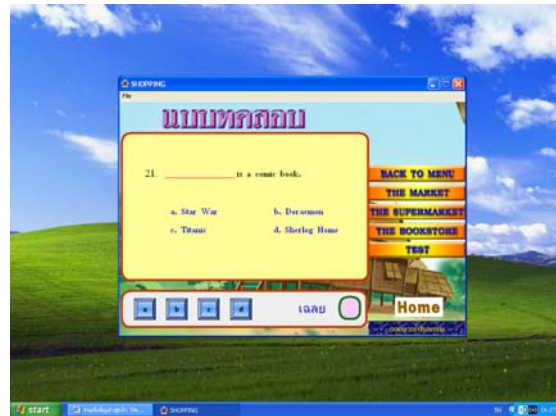 SHOPPING
File
แบบทดสอบ
21. ____________ is a comic book.
a. Star War b. Doraemon
c. Titanic d. Sherlog Home
BACK TO MENU
THE MARKET
THE SUPERMARKET
THE BOOKSTORE
TEST
a b c d
เฉลย
Home
start
SHOPPING